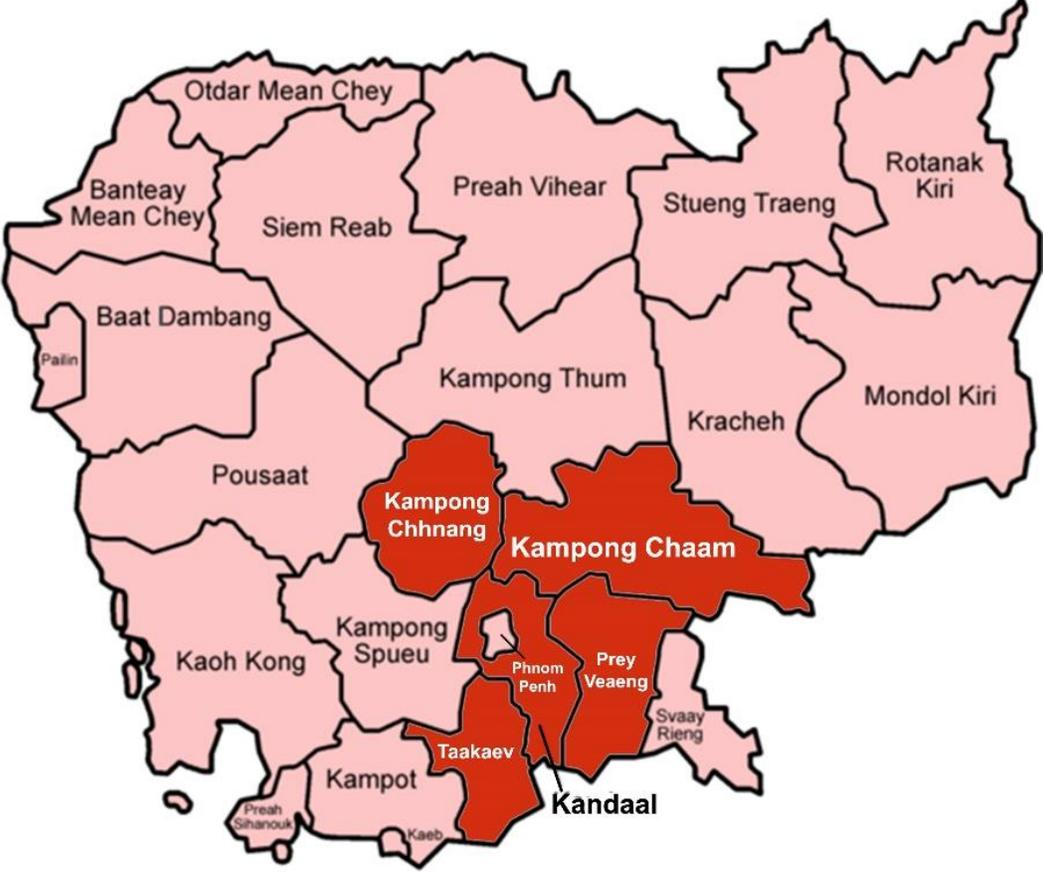 Otdar Mean Chey
Banteay
Mean Chey
Siem Reab
Preah Vihear
Stueng Traeng
Rotanak
Kiri
Baat Dambang
Pailin
Kampong Thum
Kracheh
Mondol Kiri
Pousaat
Kampong
Chhnang
Kampong Chaam
Kaoh Kong
Kampong
Spueu
Phnom
Penh
Prey
Veaeng
Svaay
Rieng
Taakaev
Kampot
Kandaal
Preah
Sihanouk
Kaeb